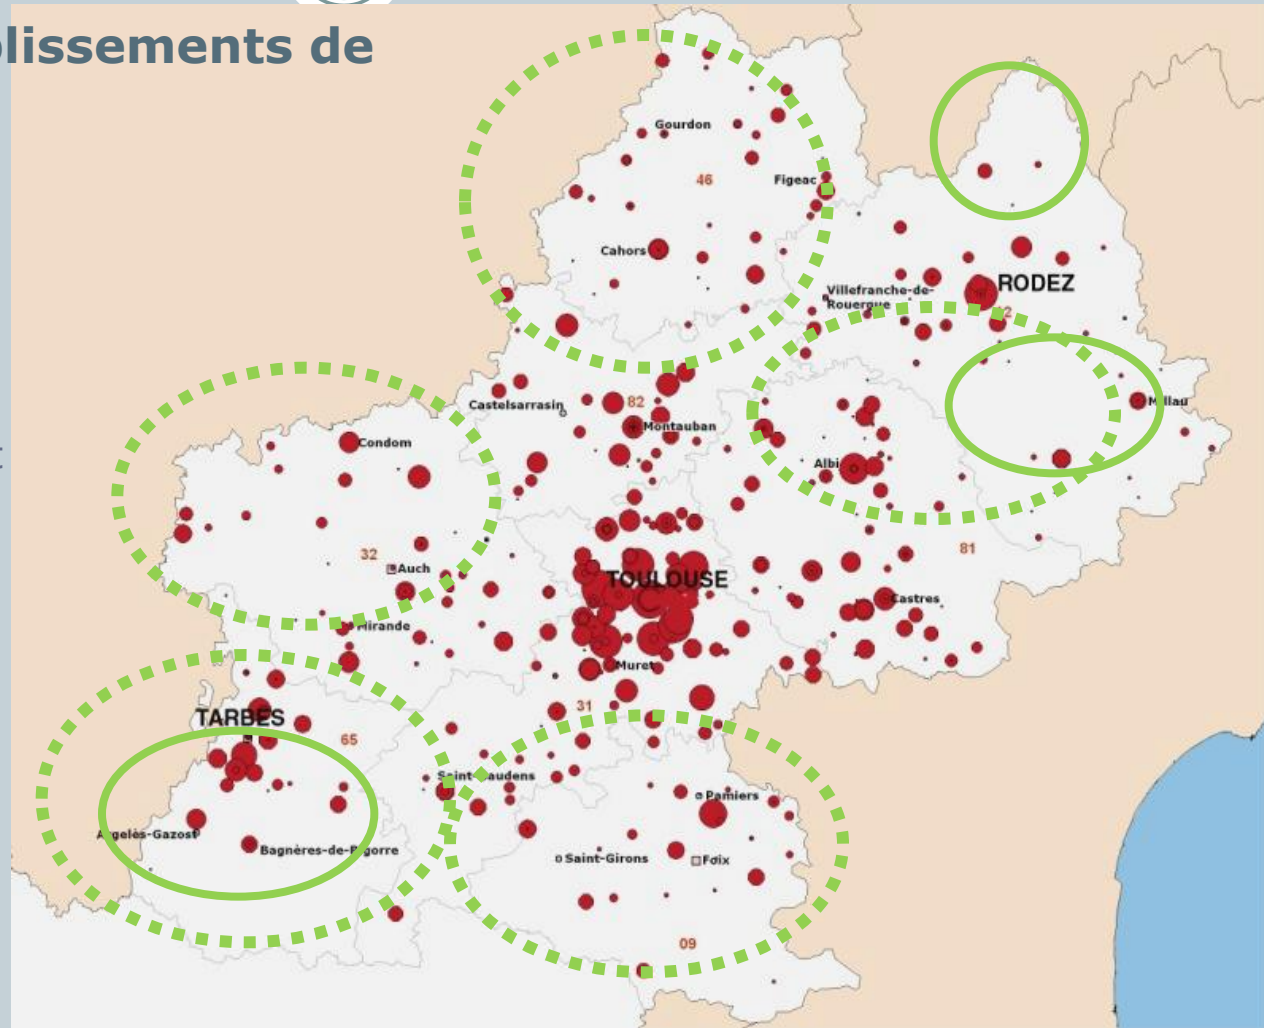 lissements de
Gourdon
46
Figeac
Cahors
RODEZ
Villefranche-de-
Rouergue
Castelsarrasin
82
Montauban
Millau
Condom
Albi
32
Auch
81
TOULOUSE
Castres
Mirande
Muret
31
TARBES
65
Saint-Gaudens
Pamiers
Argelès-Gazost
Bagnères-de-Bigorre
Saint-Girons
Foix
09